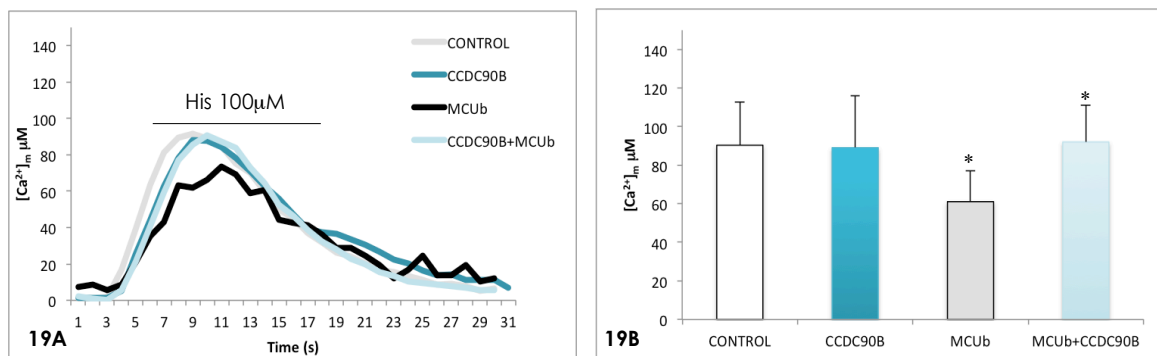 [Ca²⁺]ₘ μM
140
120
100
80
60
40
20
0
His 100μM
CONTROL
CCDC90B
MCUb
CCDC90B+MCUb
1 3 5 7 9 11 13 15 17 19 21 23 25 27 29 31
Time (s)
19A
[Ca²⁺]ₘ μM
140
120
100
80
60
40
20
0
*
*
CONTROL CCDC90B MCUb MCUb+CCDC90B
19B